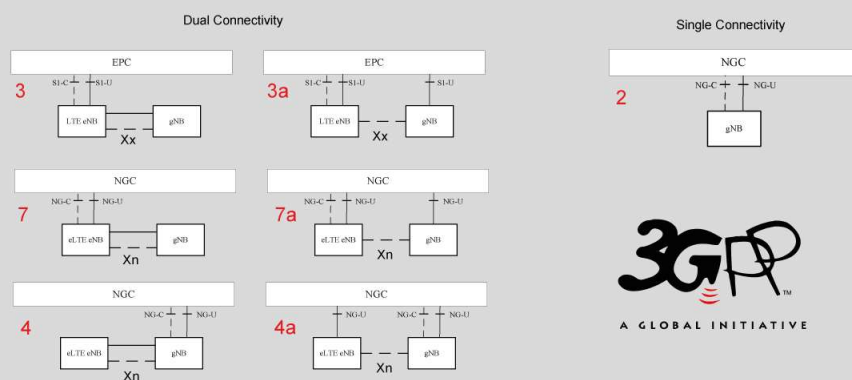 Dual Connectivity
Single Connectivity
EPC
S1-C S1-U
3
LTE eNB
gNB
Xx
EPC
S1-C S1-U S1-U
3a
LTE eNB
gNB
Xx
NGC
NG-C NG-U
2
gNB
NGC
NG-C NG-U
7
eLTE eNB
gNB
Xn
NGC
NG-C NG-U NG-U
7a
eLTE eNB
gNB
Xn
NGC
NG-C NG-U
4
eLTE eNB
gNB
Xn
NGC
NG-U NG-C NG-U
4a
eLTE eNB
gNB
Xn
3GPP
TM
A GLOBAL INITIATIVE